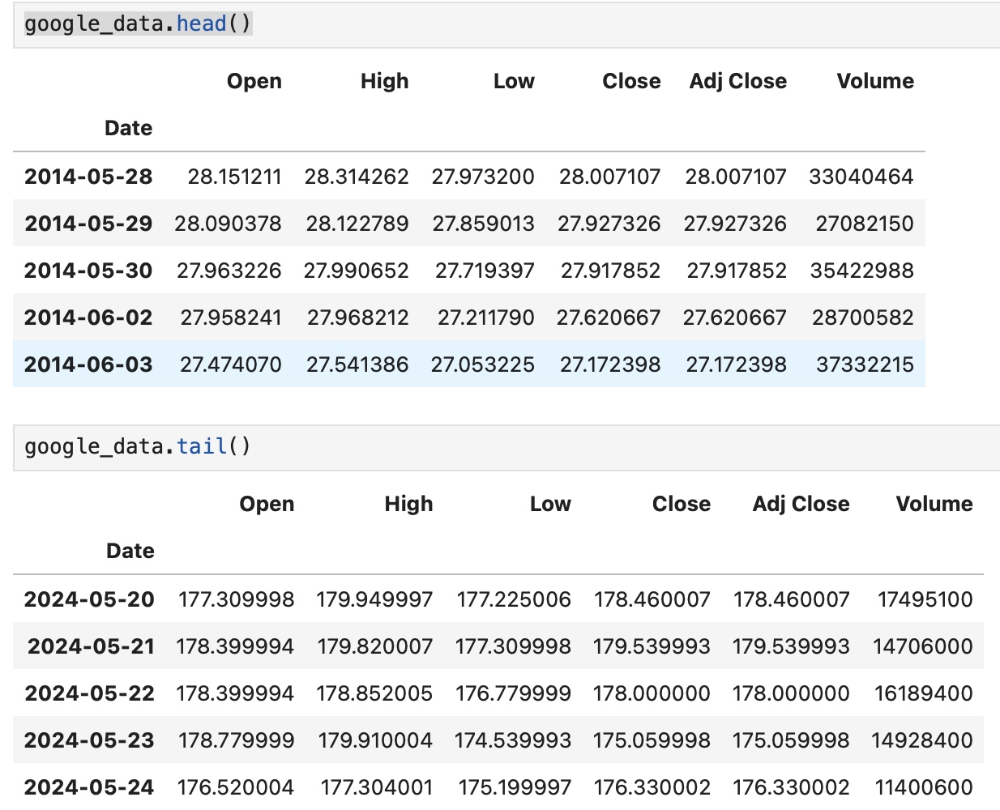 google_data.head()
Open High Low Close Adj Close Volume
Date
2014-05-28 28.151211 28.314262 27.973200 28.007107 28.007107 33040464
2014-05-29 28.090378 28.122789 27.859013 27.927326 27.927326 27082150
2014-05-30 27.963226 27.990652 27.719397 27.917852 27.917852 35422988
2014-06-02 27.958241 27.968212 27.211790 27.620667 27.620667 28700582
2014-06-03 27.474070 27.541386 27.053225 27.172398 27.172398 37332215
google_data.tail()
Open High Low Close Adj Close Volume
Date
2024-05-20 177.309998 179.949997 177.225006 178.460007 178.460007 17495100
2024-05-21 178.399994 179.820007 177.309998 179.539993 179.539993 14706000
2024-05-22 178.399994 178.852005 176.779999 178.000000 178.000000 16189400
2024-05-23 178.779999 179.910004 174.539993 175.059998 175.059998 14928400
2024-05-24 176.520004 177.304001 175.199997 176.330002 176.330002 11400600